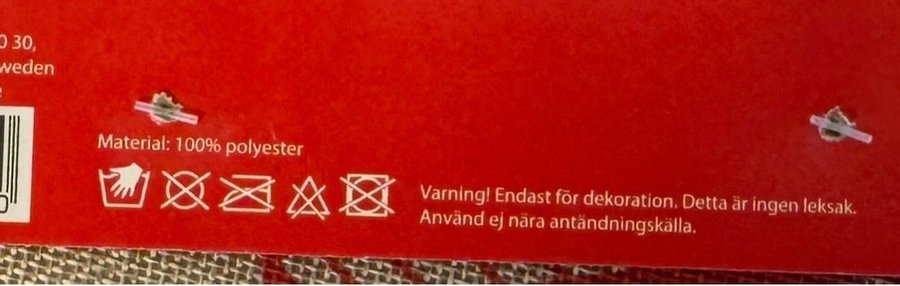 0 30,
weden
Material: 100% polyester
Varning! Endast för dekoration. Detta är ingen leksak.
Använd ej nära antändningskälla.